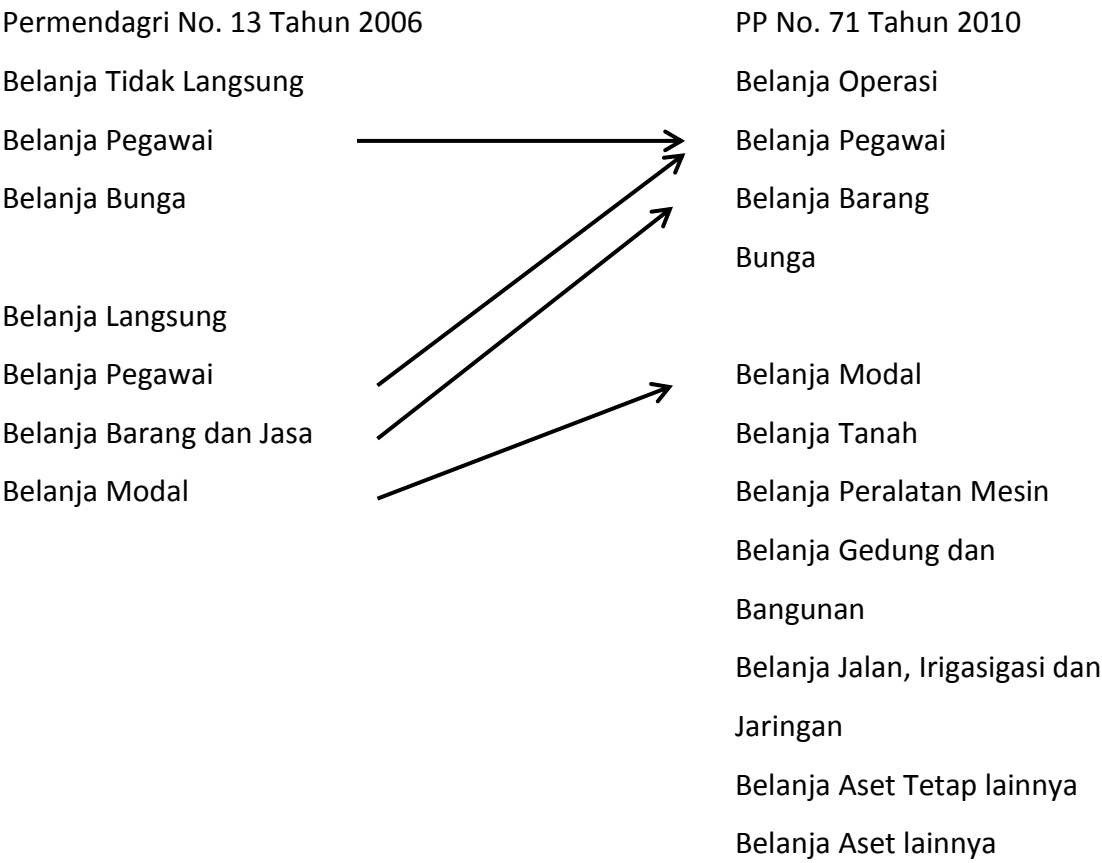 Permendagri No. 13 Tahun 2006
Belanja Tidak Langsung
Belanja Pegawai
Belanja Bunga
Belanja Langsung
Belanja Pegawai
Belanja Barang dan Jasa
Belanja Modal
PP No. 71 Tahun 2010
Belanja Operasi
Belanja Pegawai
Belanja Barang
Bunga
Belanja Modal
Belanja Tanah
Belanja Peralatan Mesin
Belanja Gedung dan
Bangunan
Belanja Jalan, Irigasigasi dan
Jaringan
Belanja Aset Tetap lainnya
Belanja Aset lainnya